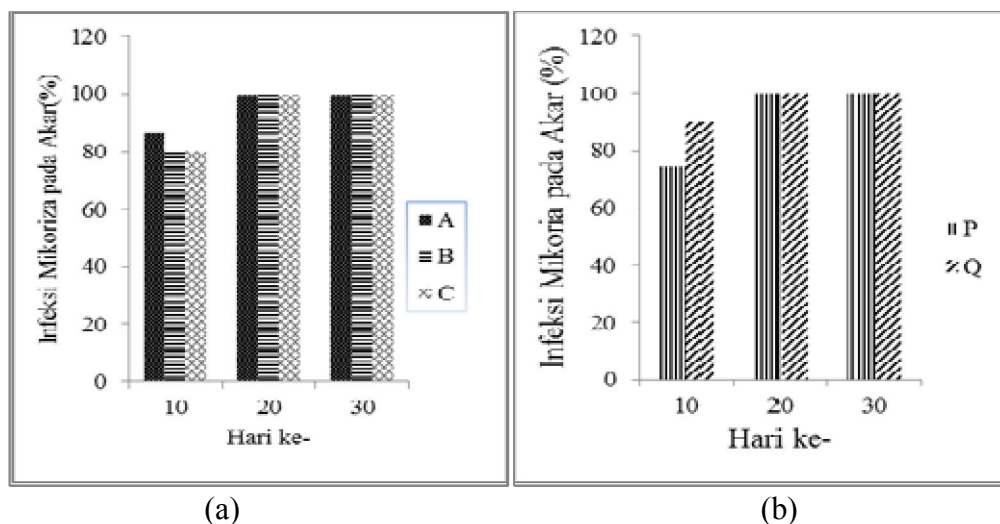 120
100
80
60
40
20
0
Infeksi Mikoriza pada Akar(%)
10 20 30
Hari ke-
A
B
C
(a)
120
100
80
60
40
20
0
Infeksi Mikoria pada Akar (%)
10 20 30
Hari ke-
P
Q
(b)